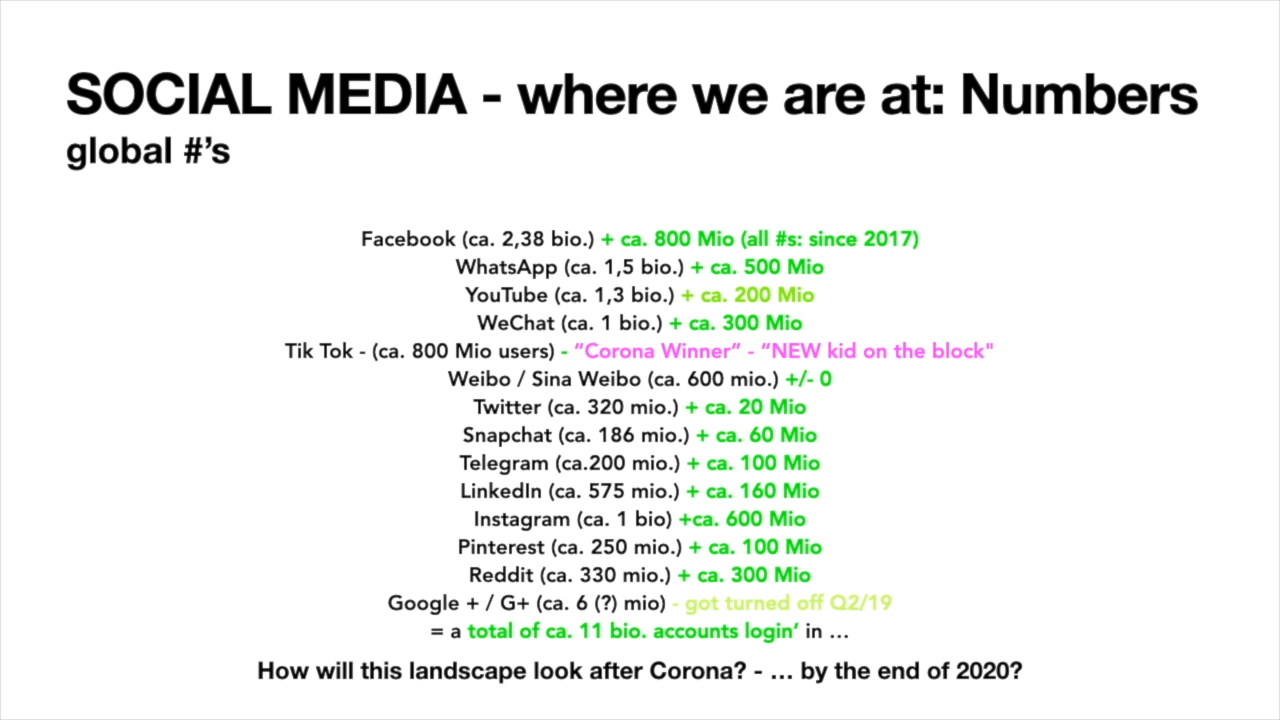 SOCIAL MEDIA - where we are at: Numbers
global #’s
Facebook (ca. 2,38 bio.) + ca. 800 Mio (all #s: since 2017)
WhatsApp (ca. 1,5 bio.) + ca. 500 Mio
YouTube (ca. 1,3 bio.) + ca. 200 Mio
WeChat (ca. 1 bio.) + ca. 300 Mio
Tik Tok - (ca. 800 Mio users) - “Corona Winner” - “NEW kid on the block"
Weibo / Sina Weibo (ca. 600 mio.) +/- 0
Twitter (ca. 320 mio.) + ca. 20 Mio
Snapchat (ca. 186 mio.) + ca. 60 Mio
Telegram (ca.200 mio.) + ca. 100 Mio
LinkedIn (ca. 575 mio.) + ca. 160 Mio
Instagram (ca. 1 bio) +ca. 600 Mio
Pinterest (ca. 250 mio.) + ca. 100 Mio
Reddit (ca. 330 mio.) + ca. 300 Mio
Google + / G+ (ca. 6 (?) mio) - got turned off Q2/19
= a total of ca. 11 bio. accounts login’ in …
How will this landscape look after Corona? - … by the end of 2020?